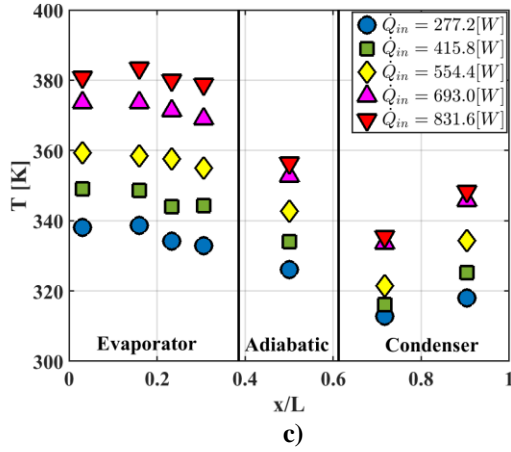 400
380
360
340
320
300
T [K]
Q̇in = 277.2[W]
Q̇in = 415.8[W]
Q̇in = 554.4[W]
Q̇in = 693.0[W]
Q̇in = 831.6[W]
Evaporator
Adiabatic
Condenser
0
0.2
0.4
0.6
0.8
1
x/L
c)